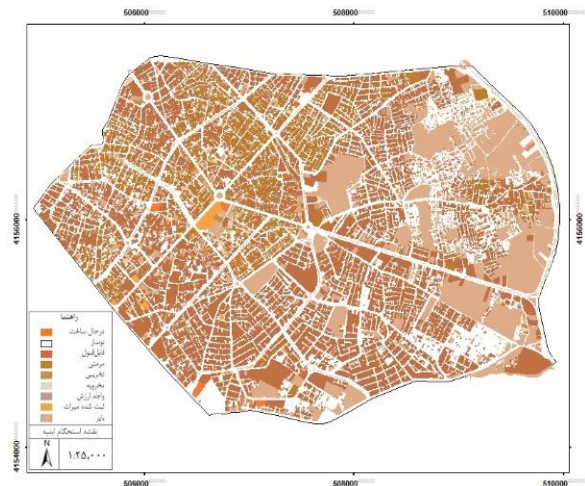 506000 508000 510000
4156000 4156000
راهنما
درحال ساخت
نوساز
قابل‌قبول
مرمتی
تخریبی
مخروبه
واجد ارزش
ثبت شده میراث
بایر
نقشه استحکام ابنیه
N
۱:۲۵,۰۰۰
4154000 4154000
506000 508000 510000